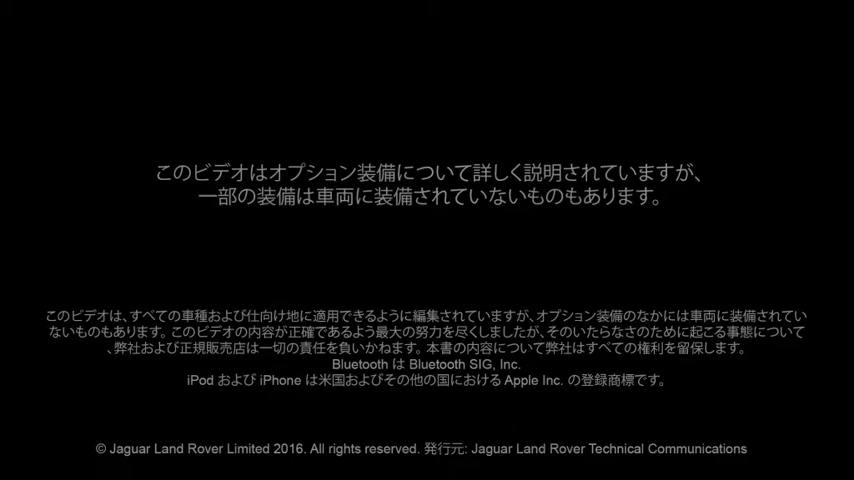 このビデオはオプション装備について詳しく説明されていますが、
一部の装備は車両に装備されていないものもあります。
このビデオは、すべての車種および仕向け地に適用できるように編集されていますが、オプション装備のなかには車両に装備されてい
ないものもあります。このビデオの内容が正確であるよう最大の努力を尽くしましたが、そのいたらなさのために起こる事態について
、弊社および正規販売店は一切の責任を負いかねます。本書の内容について弊社はすべての権利を留保します。
Bluetooth は Bluetooth SIG, Inc.
iPod および iPhone は米国およびその他の国における Apple Inc. の登録商標です。
© Jaguar Land Rover Limited 2016. All rights reserved. 発行元: Jaguar Land Rover Technical Communications